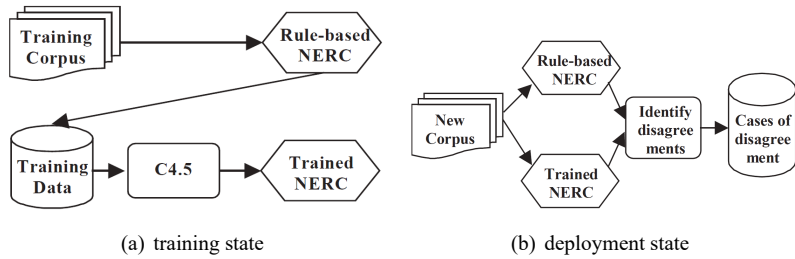 Training
Corpus
Rule-based
NERC
Training
Data
C4.5
Trained
NERC
(a) training state
New
Corpus
Rule-based
NERC
Trained
NERC
Identify
disagree
ments
Cases of
disagree
ment
(b) deployment state